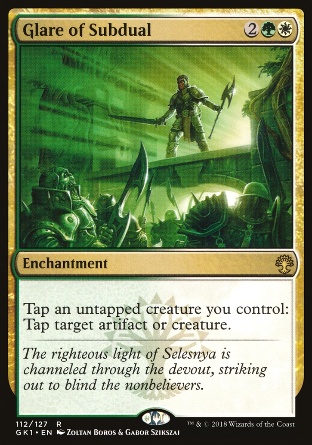 Glare of Subdual 2
Enchantment
Tap an untapped creature you control:
Tap target artifact or creature.
The righteous light of Selesnya is
channeled through the devout, striking
out to blind the nonbelievers.
112/127 R
GK1 • EN Zoltan Boros & Gabor Szikszai
™ & © 2018 Wizards of the Coast